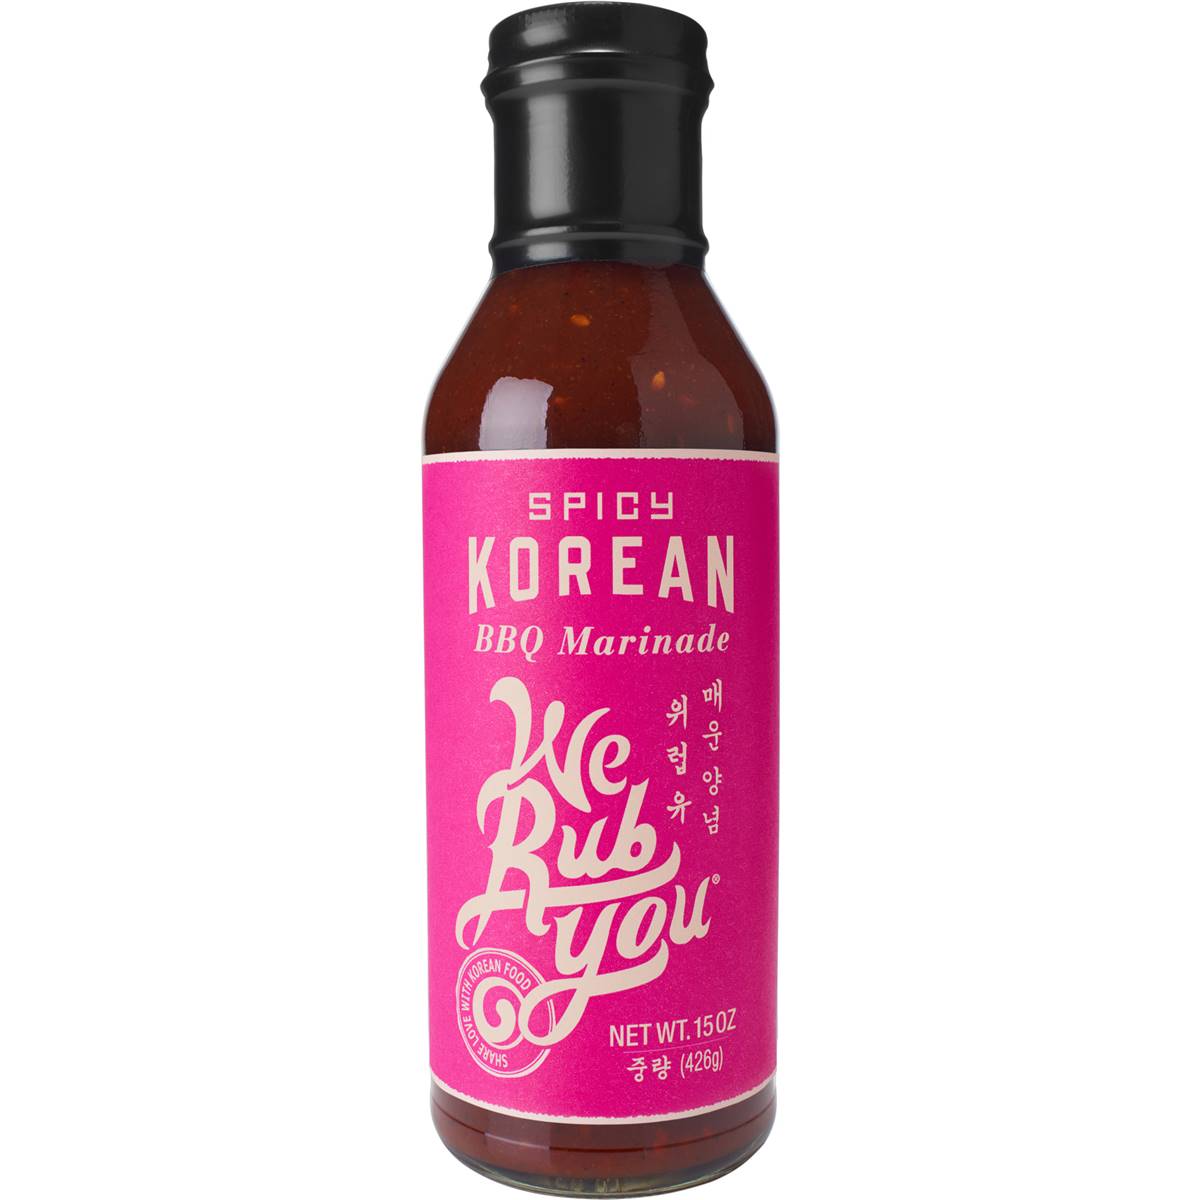 SPICY
KOREAN
BBQ Marinade
We
Rub
You®
매운양념
위럽유
SHARE LOVE WITH KOREAN FOOD
NET WT. 15 OZ
중량 (426g)